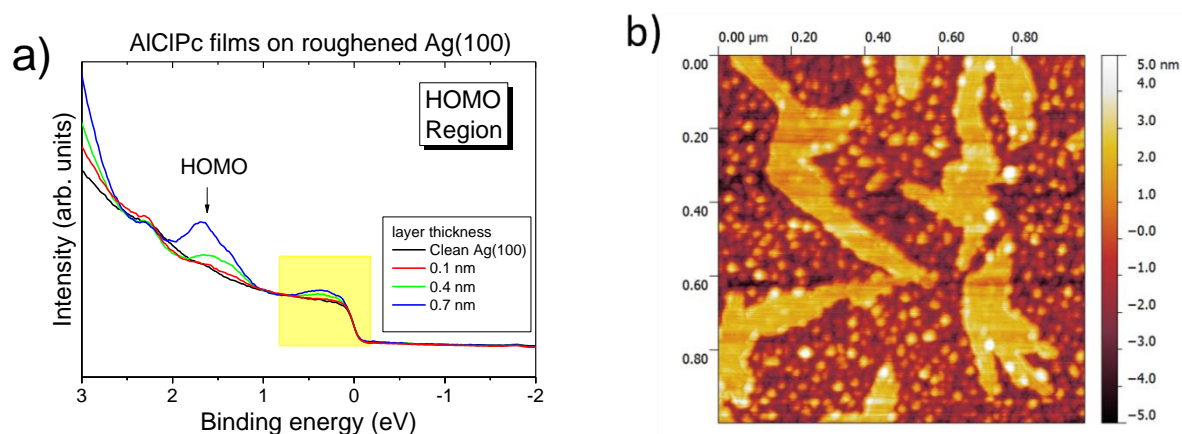 a)
AlClPc films on roughened Ag(100)
HOMO
Region
HOMO
layer thickness
Clean Ag(100)
0.1 nm
0.4 nm
0.7 nm
Intensity (arb. units)
3 2 1 0 -1 -2
Binding energy (eV)
b)
0.00 µm 0.20 0.40 0.60 0.80
0.00
0.20
0.40
0.60
0.80
5.0 nm
4.0
3.0
2.0
1.0
−0.0
−1.0
−2.0
−3.0
−4.0
−5.0